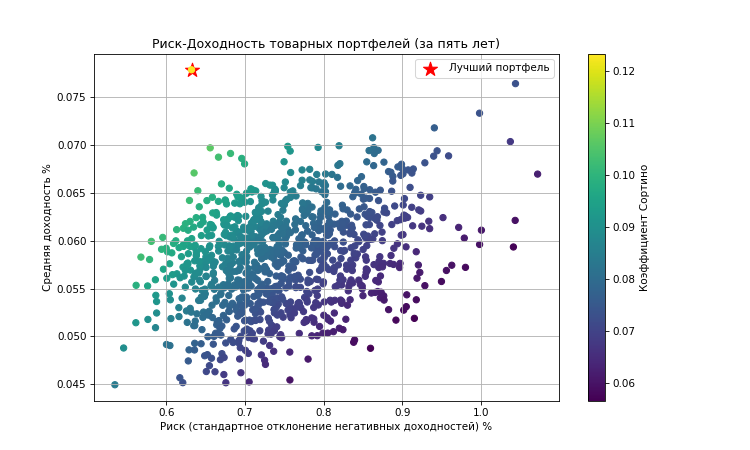 Риск-Доходность товарных портфелей (за пять лет)
Лучший портфель
Средняя доходность %
0.075
0.070
0.065
0.060
0.055
0.050
0.045
0.6 0.7 0.8 0.9 1.0
Риск (стандартное отклонение негативных доходностей) %
0.12
0.11
0.10
0.09
0.08
0.07
0.06
Коэффициент Сортино